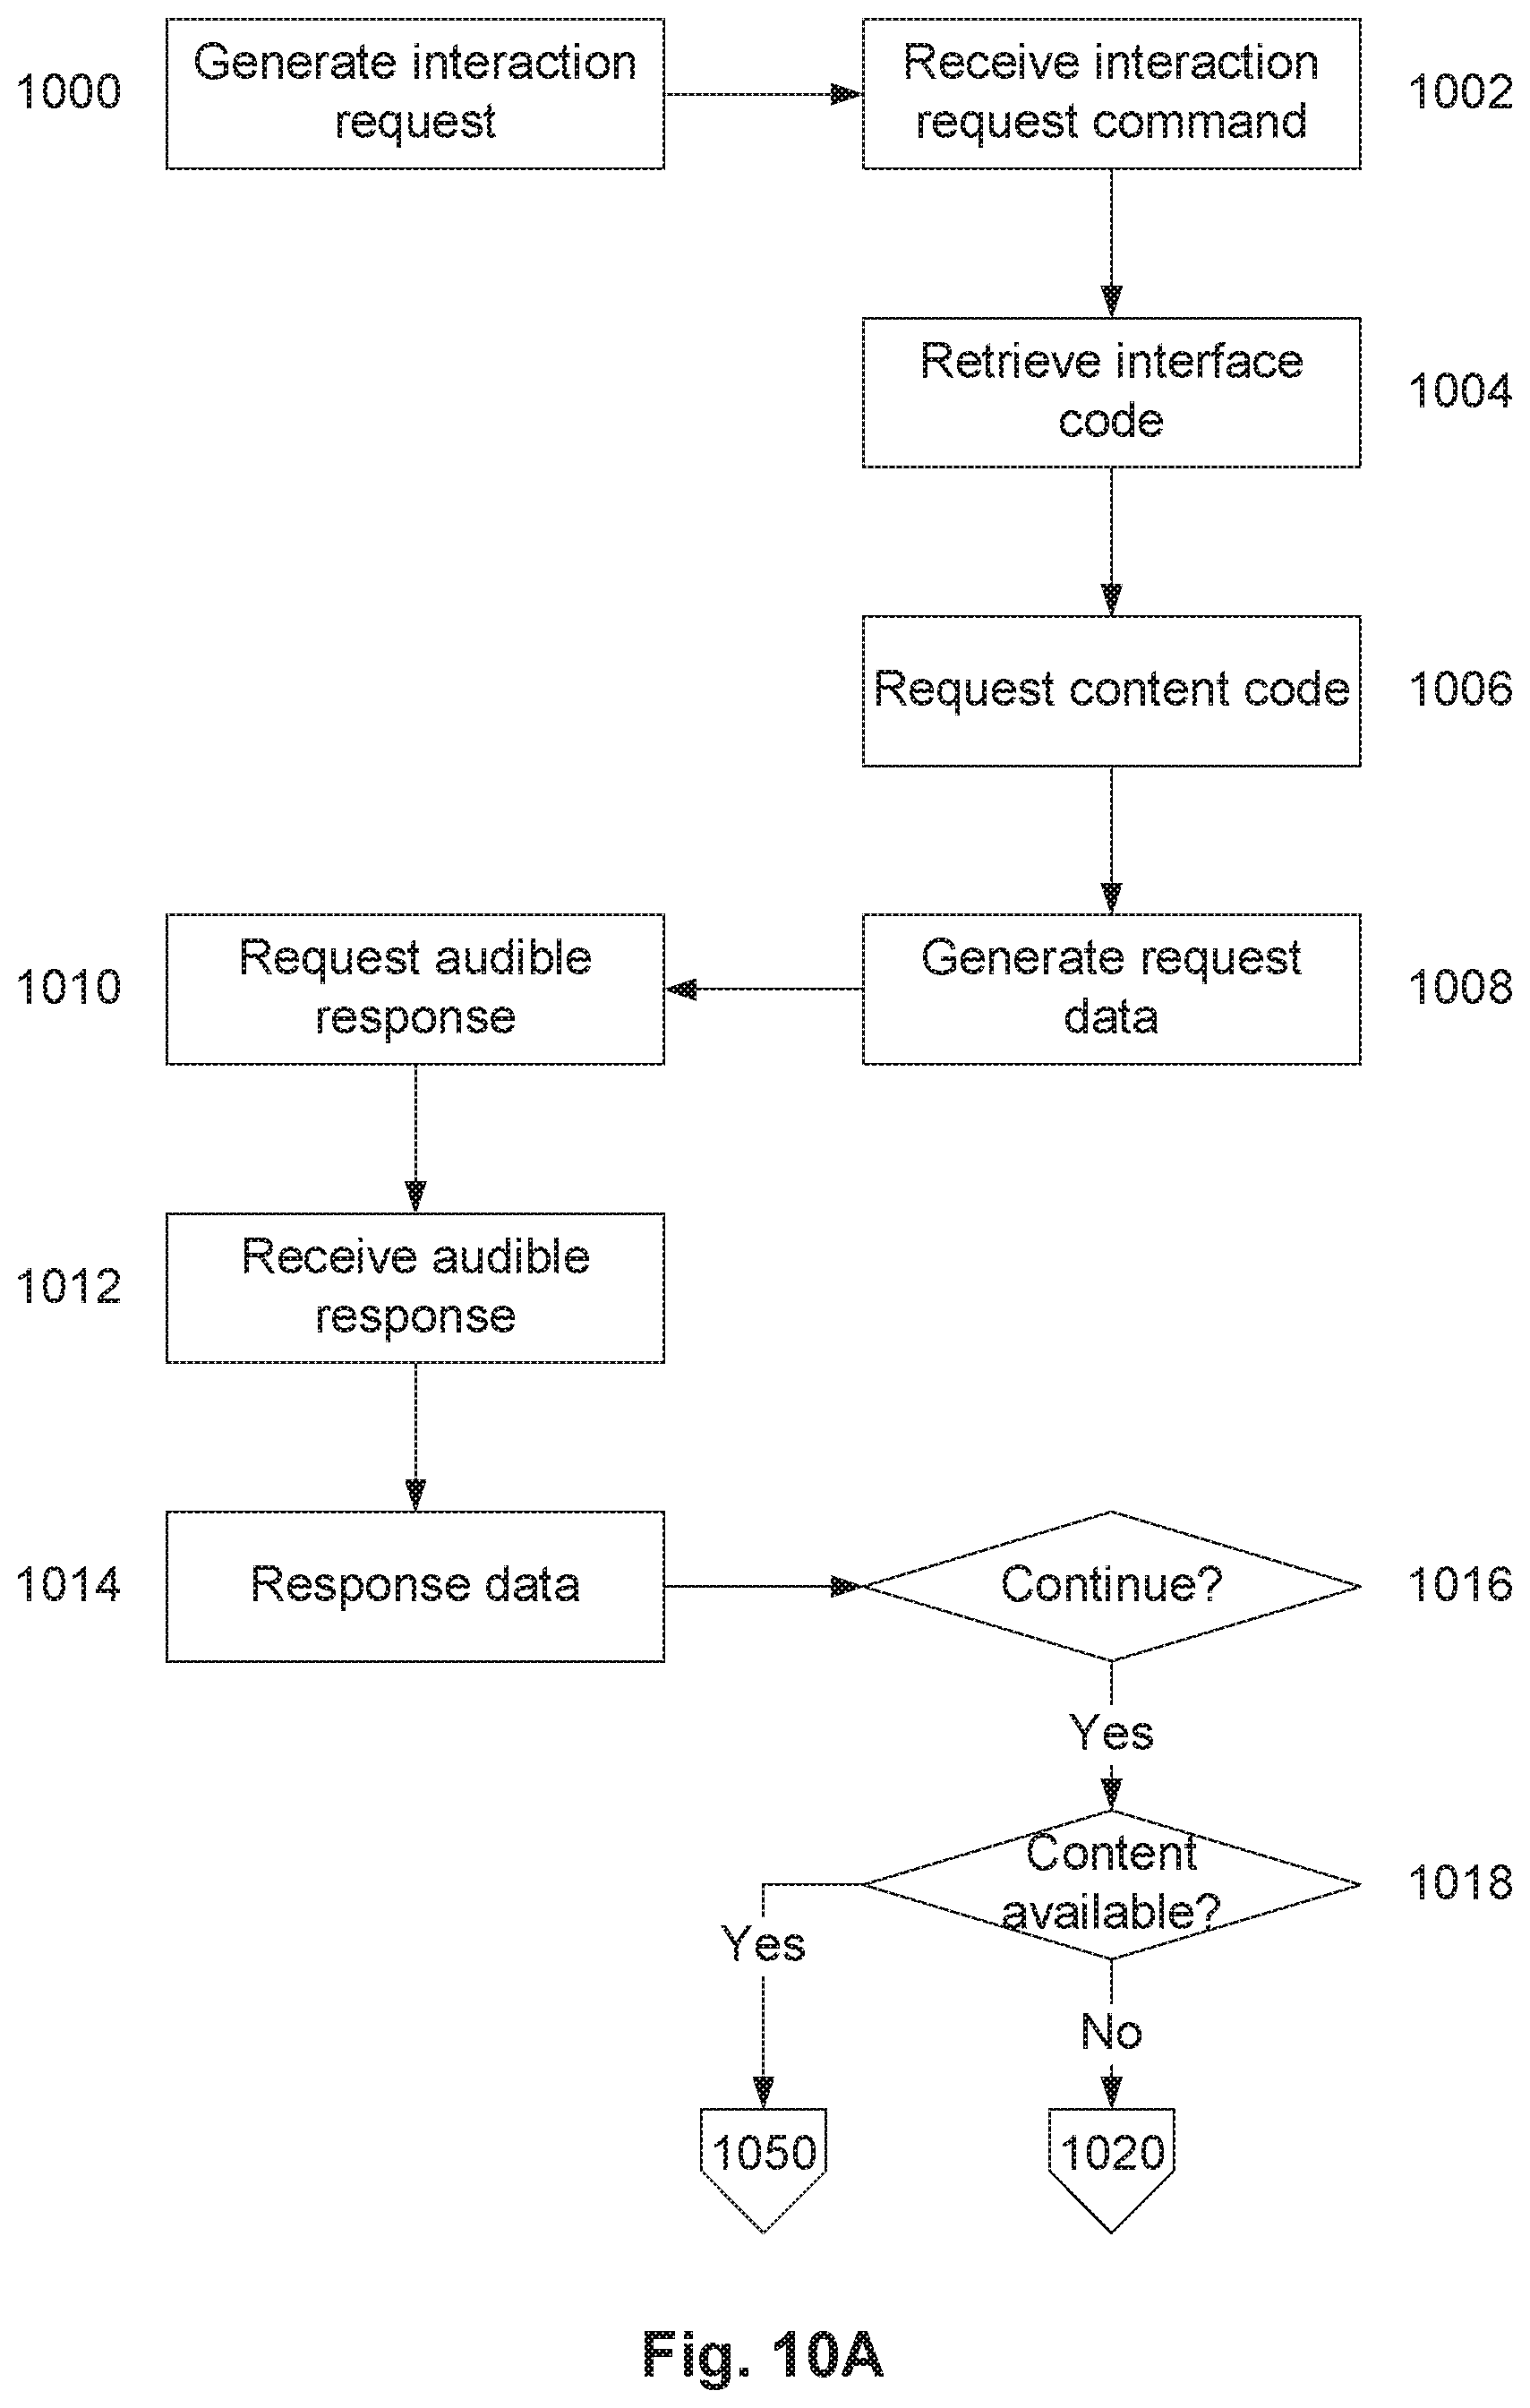 1000
Generate interaction
request
Receive interaction
request command
1002
Retrieve interface
code
1004
Request content code
1006
1010
Request audible
response
Generate request
data
1008
1012
Receive audible
response
1014
Response data
Continue?
1016
Yes
Content
available?
1018
Yes
No
1050
1020
Fig. 10A